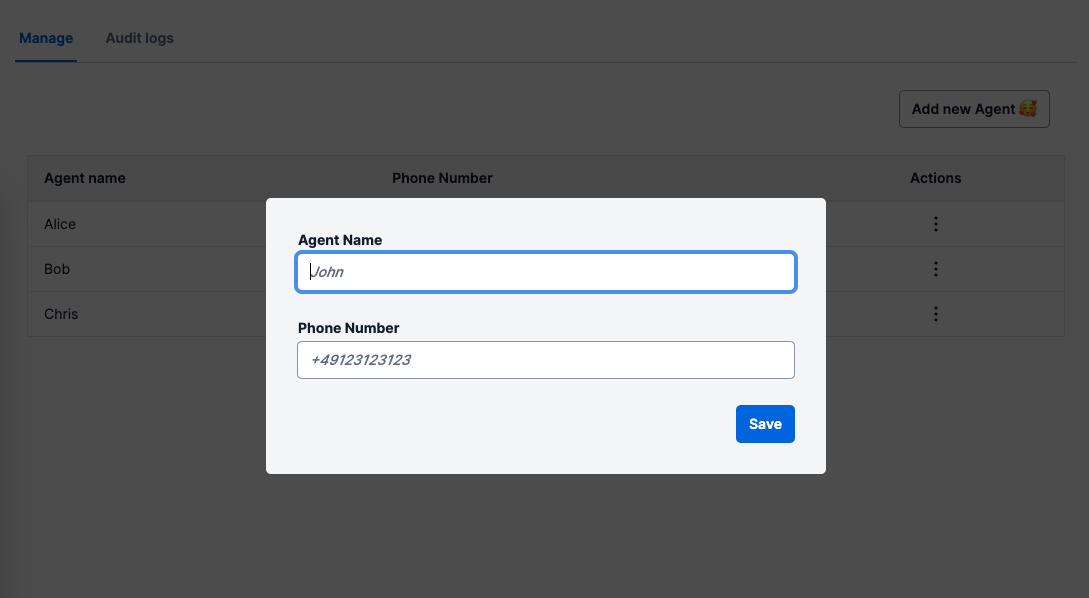 Manage Audit logs
Add new Agent 🥰
Agent name Phone Number Actions
Alice
Bob
Chris
Agent Name
John
Phone Number
+49123123123
Save